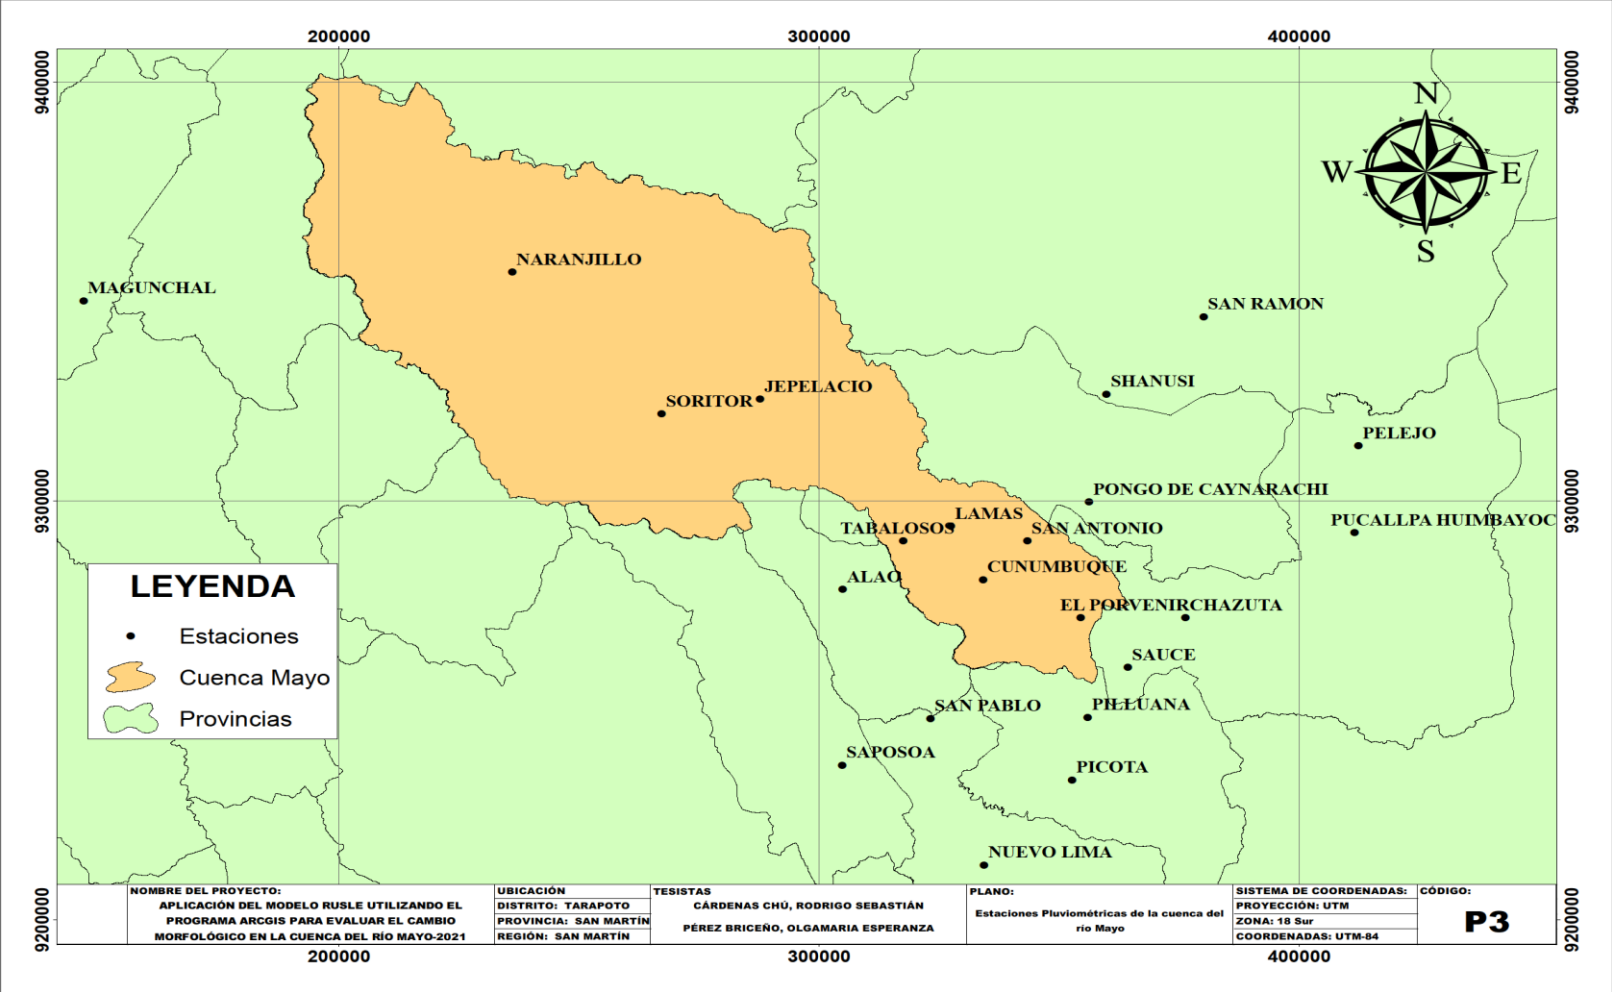 200000
300000
400000
9400000
9400000
N
W
E
S
NARANJILLO
MAGUNCHAL
SAN RAMON
SHANUSI
JEPELACIO
SORITOR
PELEJO
9300000
9300000
PONGO DE CAYNARACHI
LAMAS
PUCALLPA HUIMBAYOC
TABALOSOS
SAN ANTONIO
CUNUMBUQUE
ALAO
EL PORVENIR
CHAZUTA
SAUCE
SAN PABLO
PILLUANA
SAPOSOA
PICOTA
NUEVO LIMA
LEYENDA
Estaciones
Cuenca Mayo
Provincias
9200000
9200000
NOMBRE DEL PROYECTO:
APLICACIÓN DEL MODELO RUSLE UTILIZANDO EL
PROGRAMA ARCGIS PARA EVALUAR EL CAMBIO
MORFOLÓGICO EN LA CUENCA DEL RÍO MAYO-2021
UBICACIÓN
DISTRITO: TARAPOTO
PROVINCIA: SAN MARTÍN
REGIÓN: SAN MARTÍN
TESISTAS
CÁRDENAS CHÚ, RODRIGO SEBASTIÁN
PÉREZ BRICEÑO, OLGAMARIA ESPERANZA
PLANO:
Estaciones Pluviométricas de la cuenca del
río Mayo
SISTEMA DE COORDENADAS:
PROYECCIÓN: UTM
ZONA: 18 Sur
COORDENADAS: UTM-84
CÓDIGO:
P3
200000
300000
400000